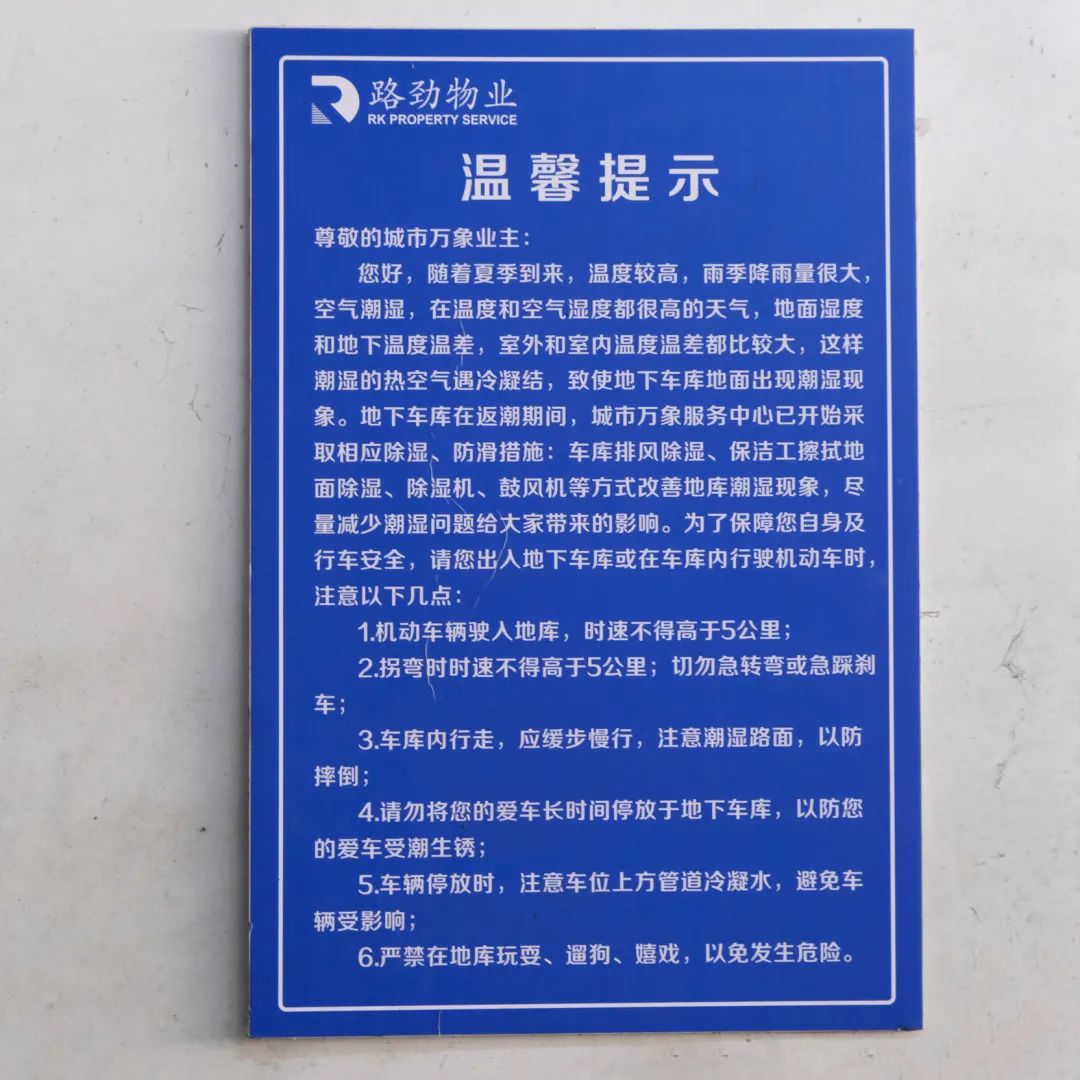 路劲物业
RK PROPERTY SERVICE
温馨提示
尊敬的城市万象业主：
您好，随着夏季到来，温度较高，雨季降雨量很大，
空气潮湿，在温度和空气湿度都很高的天气，地面湿度
和地下温度温差，室外和室内温度温差都比较大，这样
潮湿的热空气遇冷凝结，致使地下车库地面出现潮湿现
象。地下车库在返潮期间，城市万象服务中心已开始采
取相应除湿、防滑措施：车库排风除湿、保洁工擦拭地
面除湿、除湿机、鼓风机等方式改善地库潮湿现象，尽
量减少潮湿问题给大家带来的影响。为了保障您自身及
行车安全，请您出入地下车库或在车库内行驶机动车时，
注意以下几点：
1.机动车辆驶入地库，时速不得高于5公里；
2.拐弯时时速不得高于5公里；切勿急转弯或急踩刹
车；
3.车库内行走，应缓步慢行，注意潮湿路面，以防
摔倒；
4.请勿将您的爱车长时间停放于地下车库，以防您
的爱车受潮生锈；
5.车辆停放时，注意车位上方管道冷凝水，避免车
辆受影响；
6.严禁在地库玩耍、遛狗、嬉戏，以免发生危险。